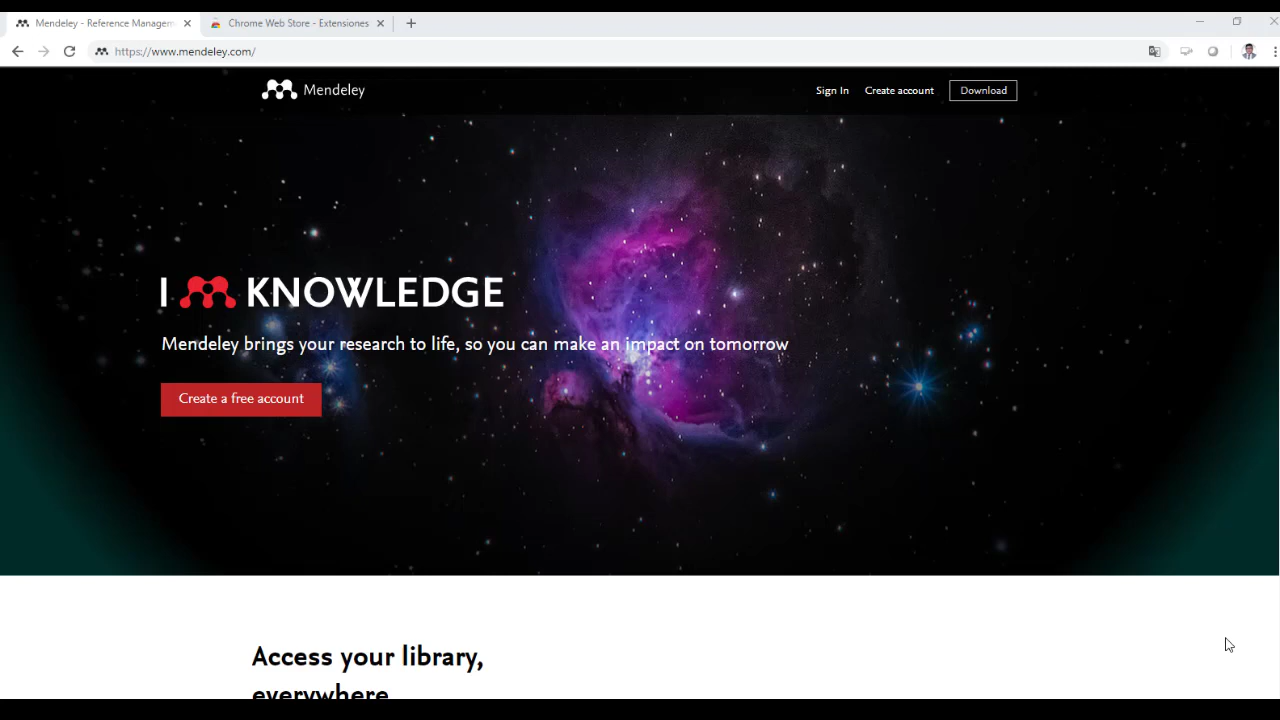 Mendeley - Reference Managem
Chrome Web Store - Extensiones
https://www.mendeley.com/
Mendeley
Sign In
Create account
Download
I KNOWLEDGE
Mendeley brings your research to life, so you can make an impact on tomorrow
Create a free account
Access your library,
everywhere